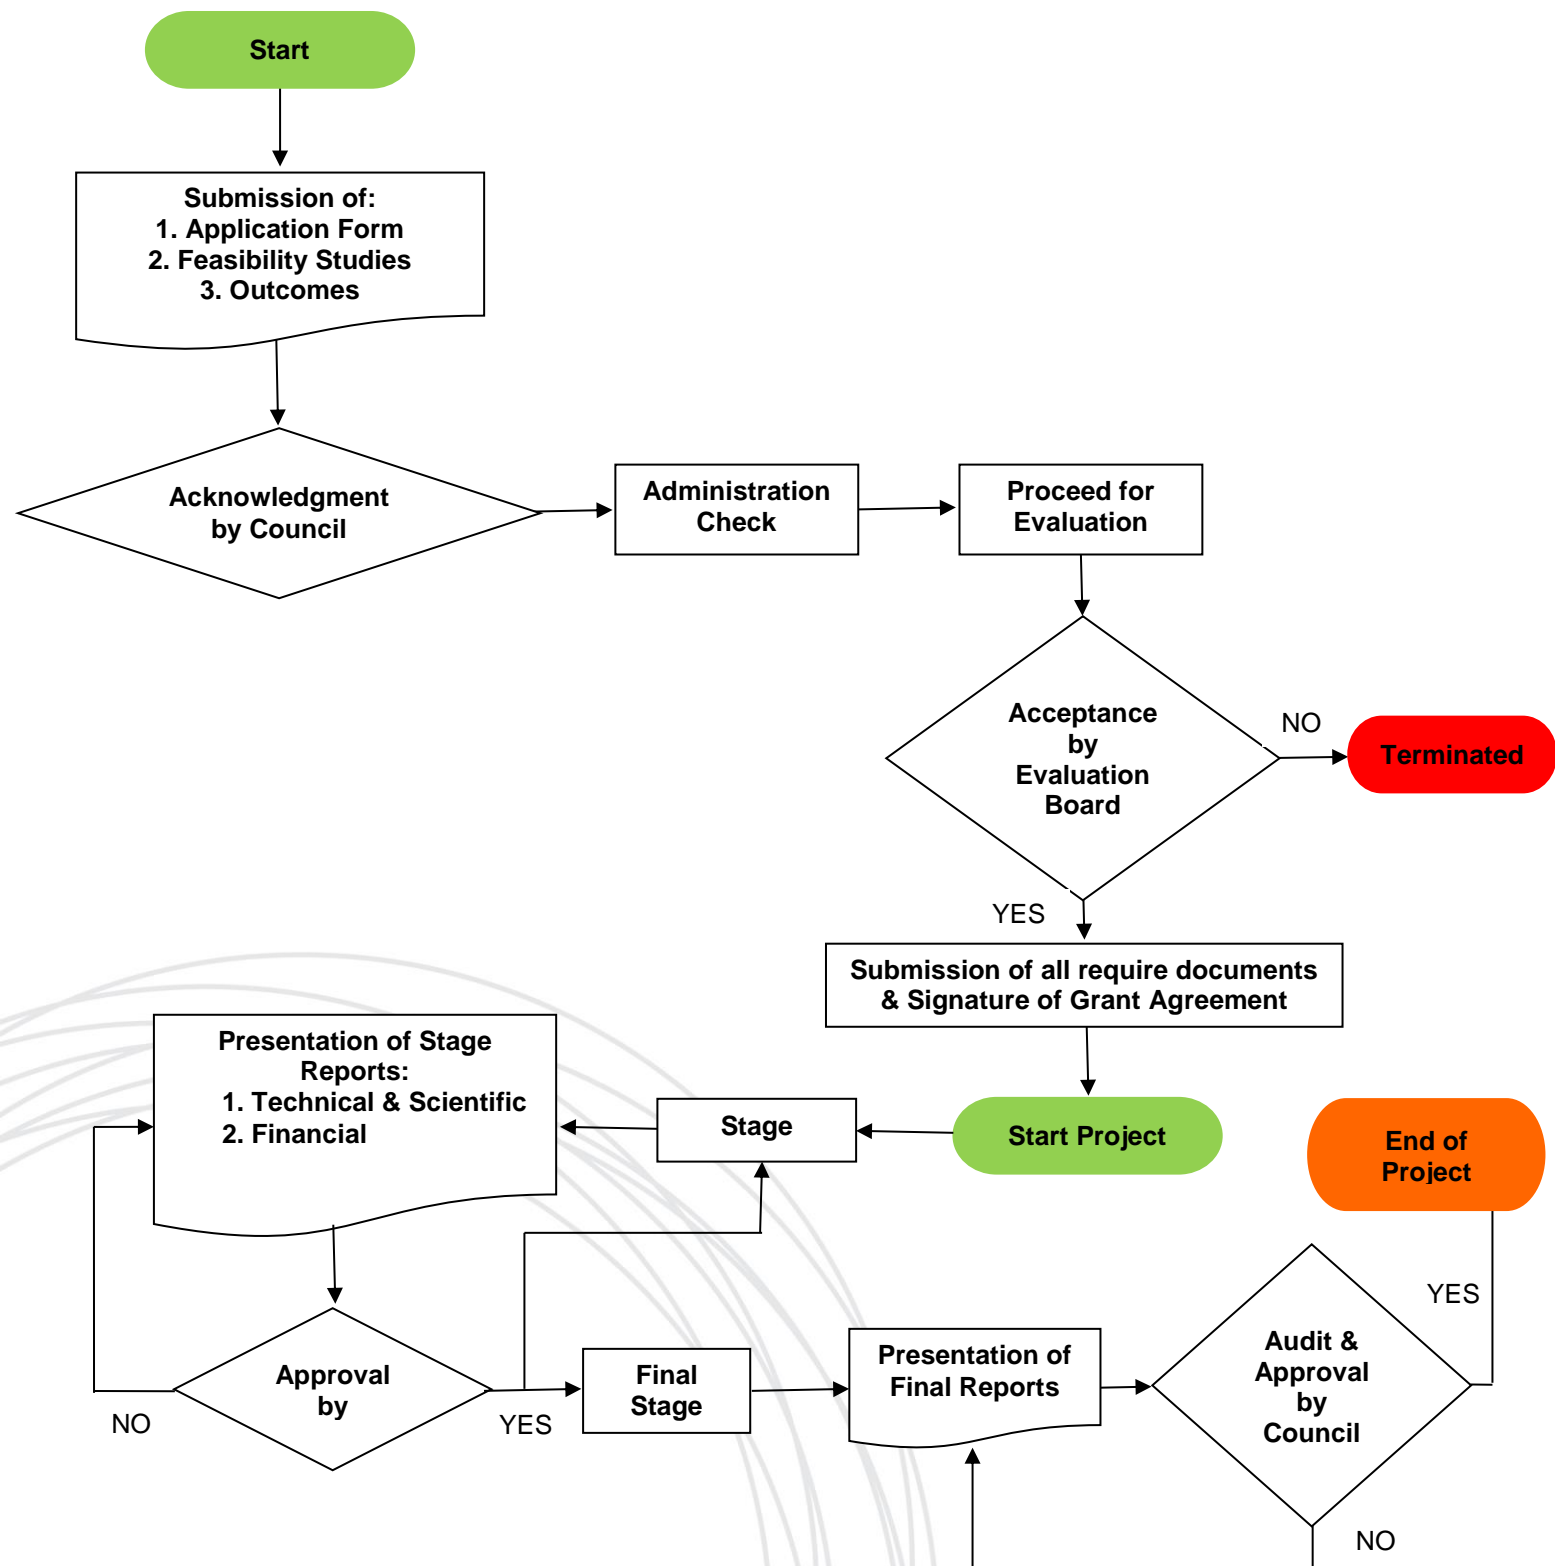 Start
Submission of:
1. Application Form
2. Feasibility Studies
3. Outcomes
Acknowledgment
by Council
Administration
Check
Proceed for
Evaluation
Acceptance
by
Evaluation
Board
NO
Terminated
YES
Submission of all require documents
& Signature of Grant Agreement
Start Project
Stage
Presentation of Stage
Reports:
1. Technical & Scientific
2. Financial
Approval
by
NO
YES
Final
Stage
Presentation of
Final Reports
Audit &
Approval
by
Council
YES
End of
Project
NO